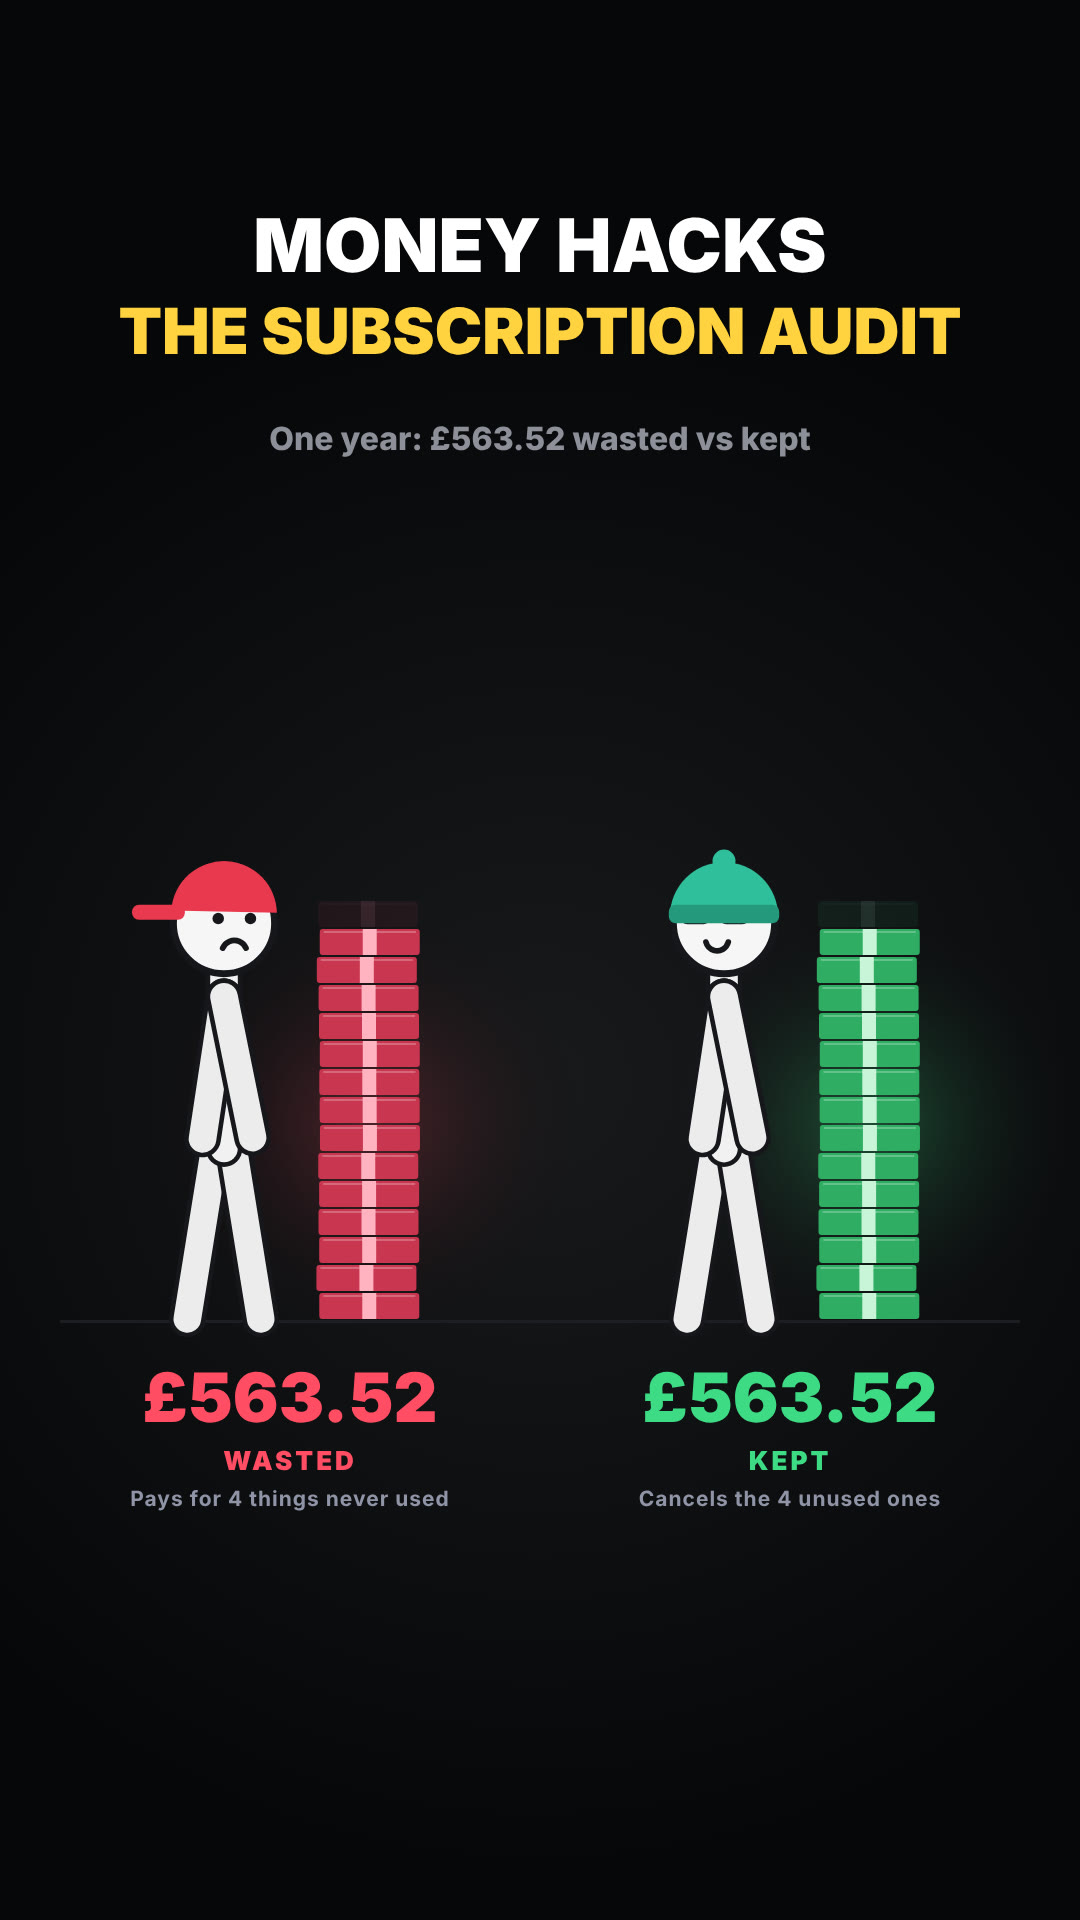 MONEY HACKS
THE SUBSCRIPTION AUDIT
One year: £563.52 wasted vs kept
£563.52
WASTED
Pays for 4 things never used
£563.52
KEPT
Cancels the 4 unused ones